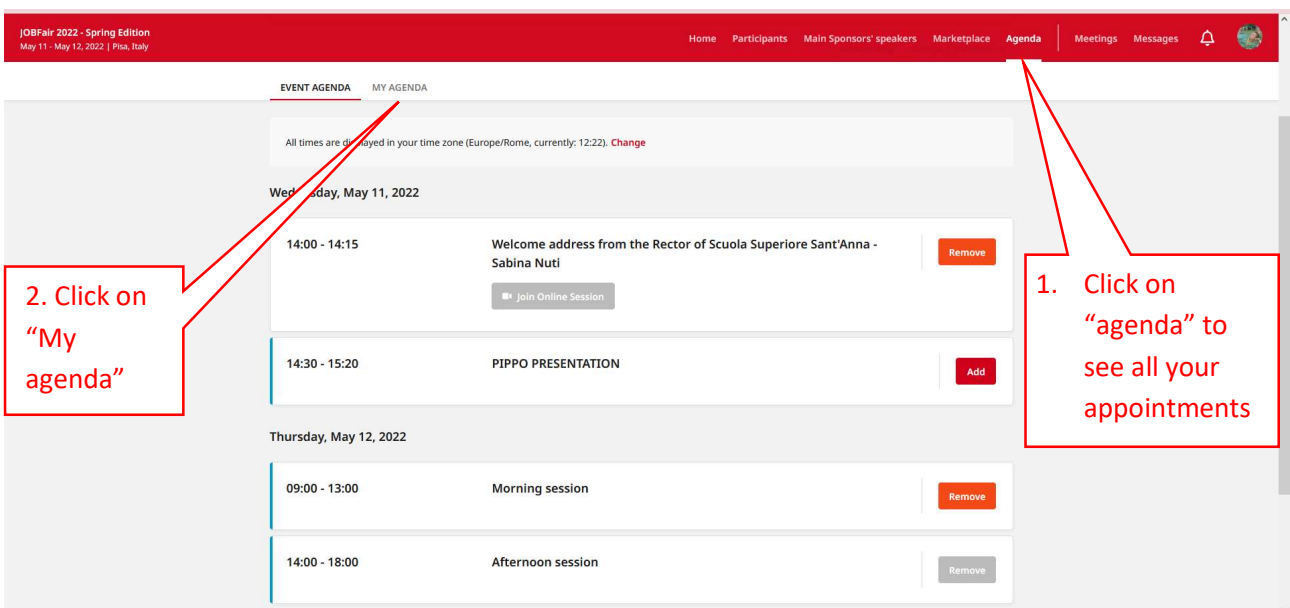 JOBFair 2022 - Spring Edition
May 11 - May 12, 2022 | Pisa, Italy
Home Participants Main Sponsors' speakers Marketplace Agenda Meetings Messages
EVENT AGENDA MY AGENDA
All times are displayed in your time zone (Europe/Rome, currently: 12:22). Change
Wednesday, May 11, 2022
14:00 - 14:15
Welcome address from the Rector of Scuola Superiore Sant'Anna -
Sabina Nuti
Join Online Session
Remove
14:30 - 15:20
PIPPO PRESENTATION
Add
Thursday, May 12, 2022
09:00 - 13:00
Morning session
Remove
14:00 - 18:00
Afternoon session
Remove
1. Click on
“agenda” to
see all your
appointments
2. Click on
“My
agenda”